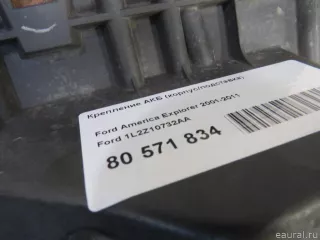 Крепление АКБ (корпус/подставка)
Ford America Explorer 2001-2011
Ford 1L2Z10732AA
80 571 834
eaural.ru